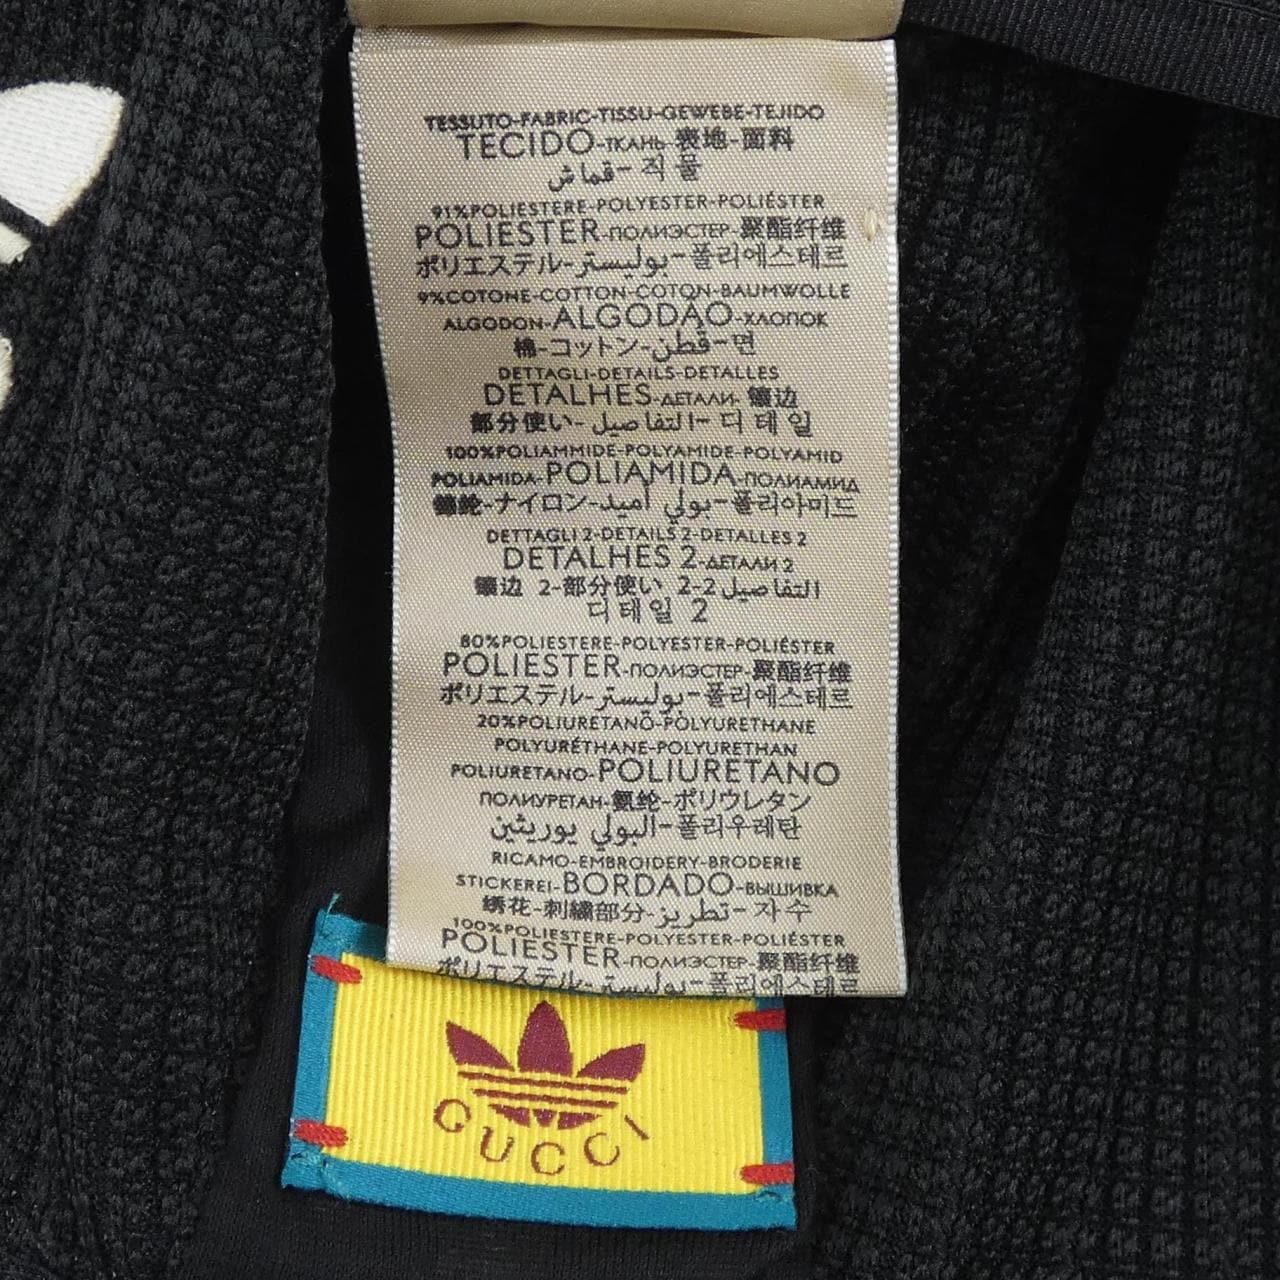 TESSUTO-FABRIC-TISSU-GEWEBE-TEJIDO
TECIDO-ТКАНЬ-表地-面料
قماش-직물
91%POLIESTERE-POLYESTER-POLIÉSTER
POLIESTER-ПОЛИЭСТЕР-聚酯纤维
ポリエステル-بوليستر-폴리에스테르
9%COTONE-COTTON-COTON-BAUMWOLLE
ALGODON-ALGODÃO-ХЛОПОК
棉-コットン-قطن-면
DETTAGLI-DETAILS-DETALLES
DETALHES-ДЕТАЛИ-镶边
部分使い-التفاصيل-디테일
100%POLIAMMIDE-POLYAMIDE-POLYAMID
POLIAMIDA-POLIAMIDA-ПОЛИАМИД
锦纶-ナイロン-بولي أميد-폴리아미드
DETTAGLI 2-DETAILS 2-DETALLES 2
DETALHES 2-ДЕТАЛИ 2
镶边 2-部分使い 2-التفاصيل2
디테일 2
80%POLIESTERE-POLYESTER-POLIÉSTER
POLIESTER-ПОЛИЭСТЕР-聚酯纤维
ポリエステル-بوليستر-폴리에스테르
20%POLIURETANO-POLYURETHANE
POLYURÉTHANE-POLYURETHAN
POLIURETANO-POLIURETANO
ПОЛИУРЕТАН-氨纶-ポリウレタン
البولي يوريثين-폴리우레탄
RICAMO-EMBROIDERY-BRODERIE
STICKEREI-BORDADO-ВЫШИВКА
绣花-刺繍部分-تطريز-자수
100%POLIESTERE-POLYESTER-POLIÉSTER
POLIESTER-ПОЛИЭСТЕР-聚酯纤维
ポリエステル-بوليستر-폴리에스테르
GUCCI